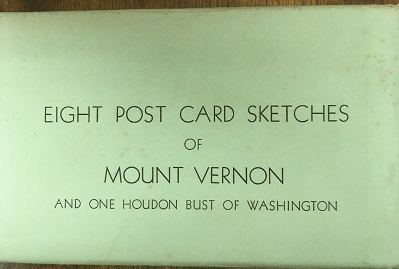 EIGHT POST CARD SKETCHES
OF
MOUNT VERNON
AND ONE HOUDON BUST OF WASHINGTON